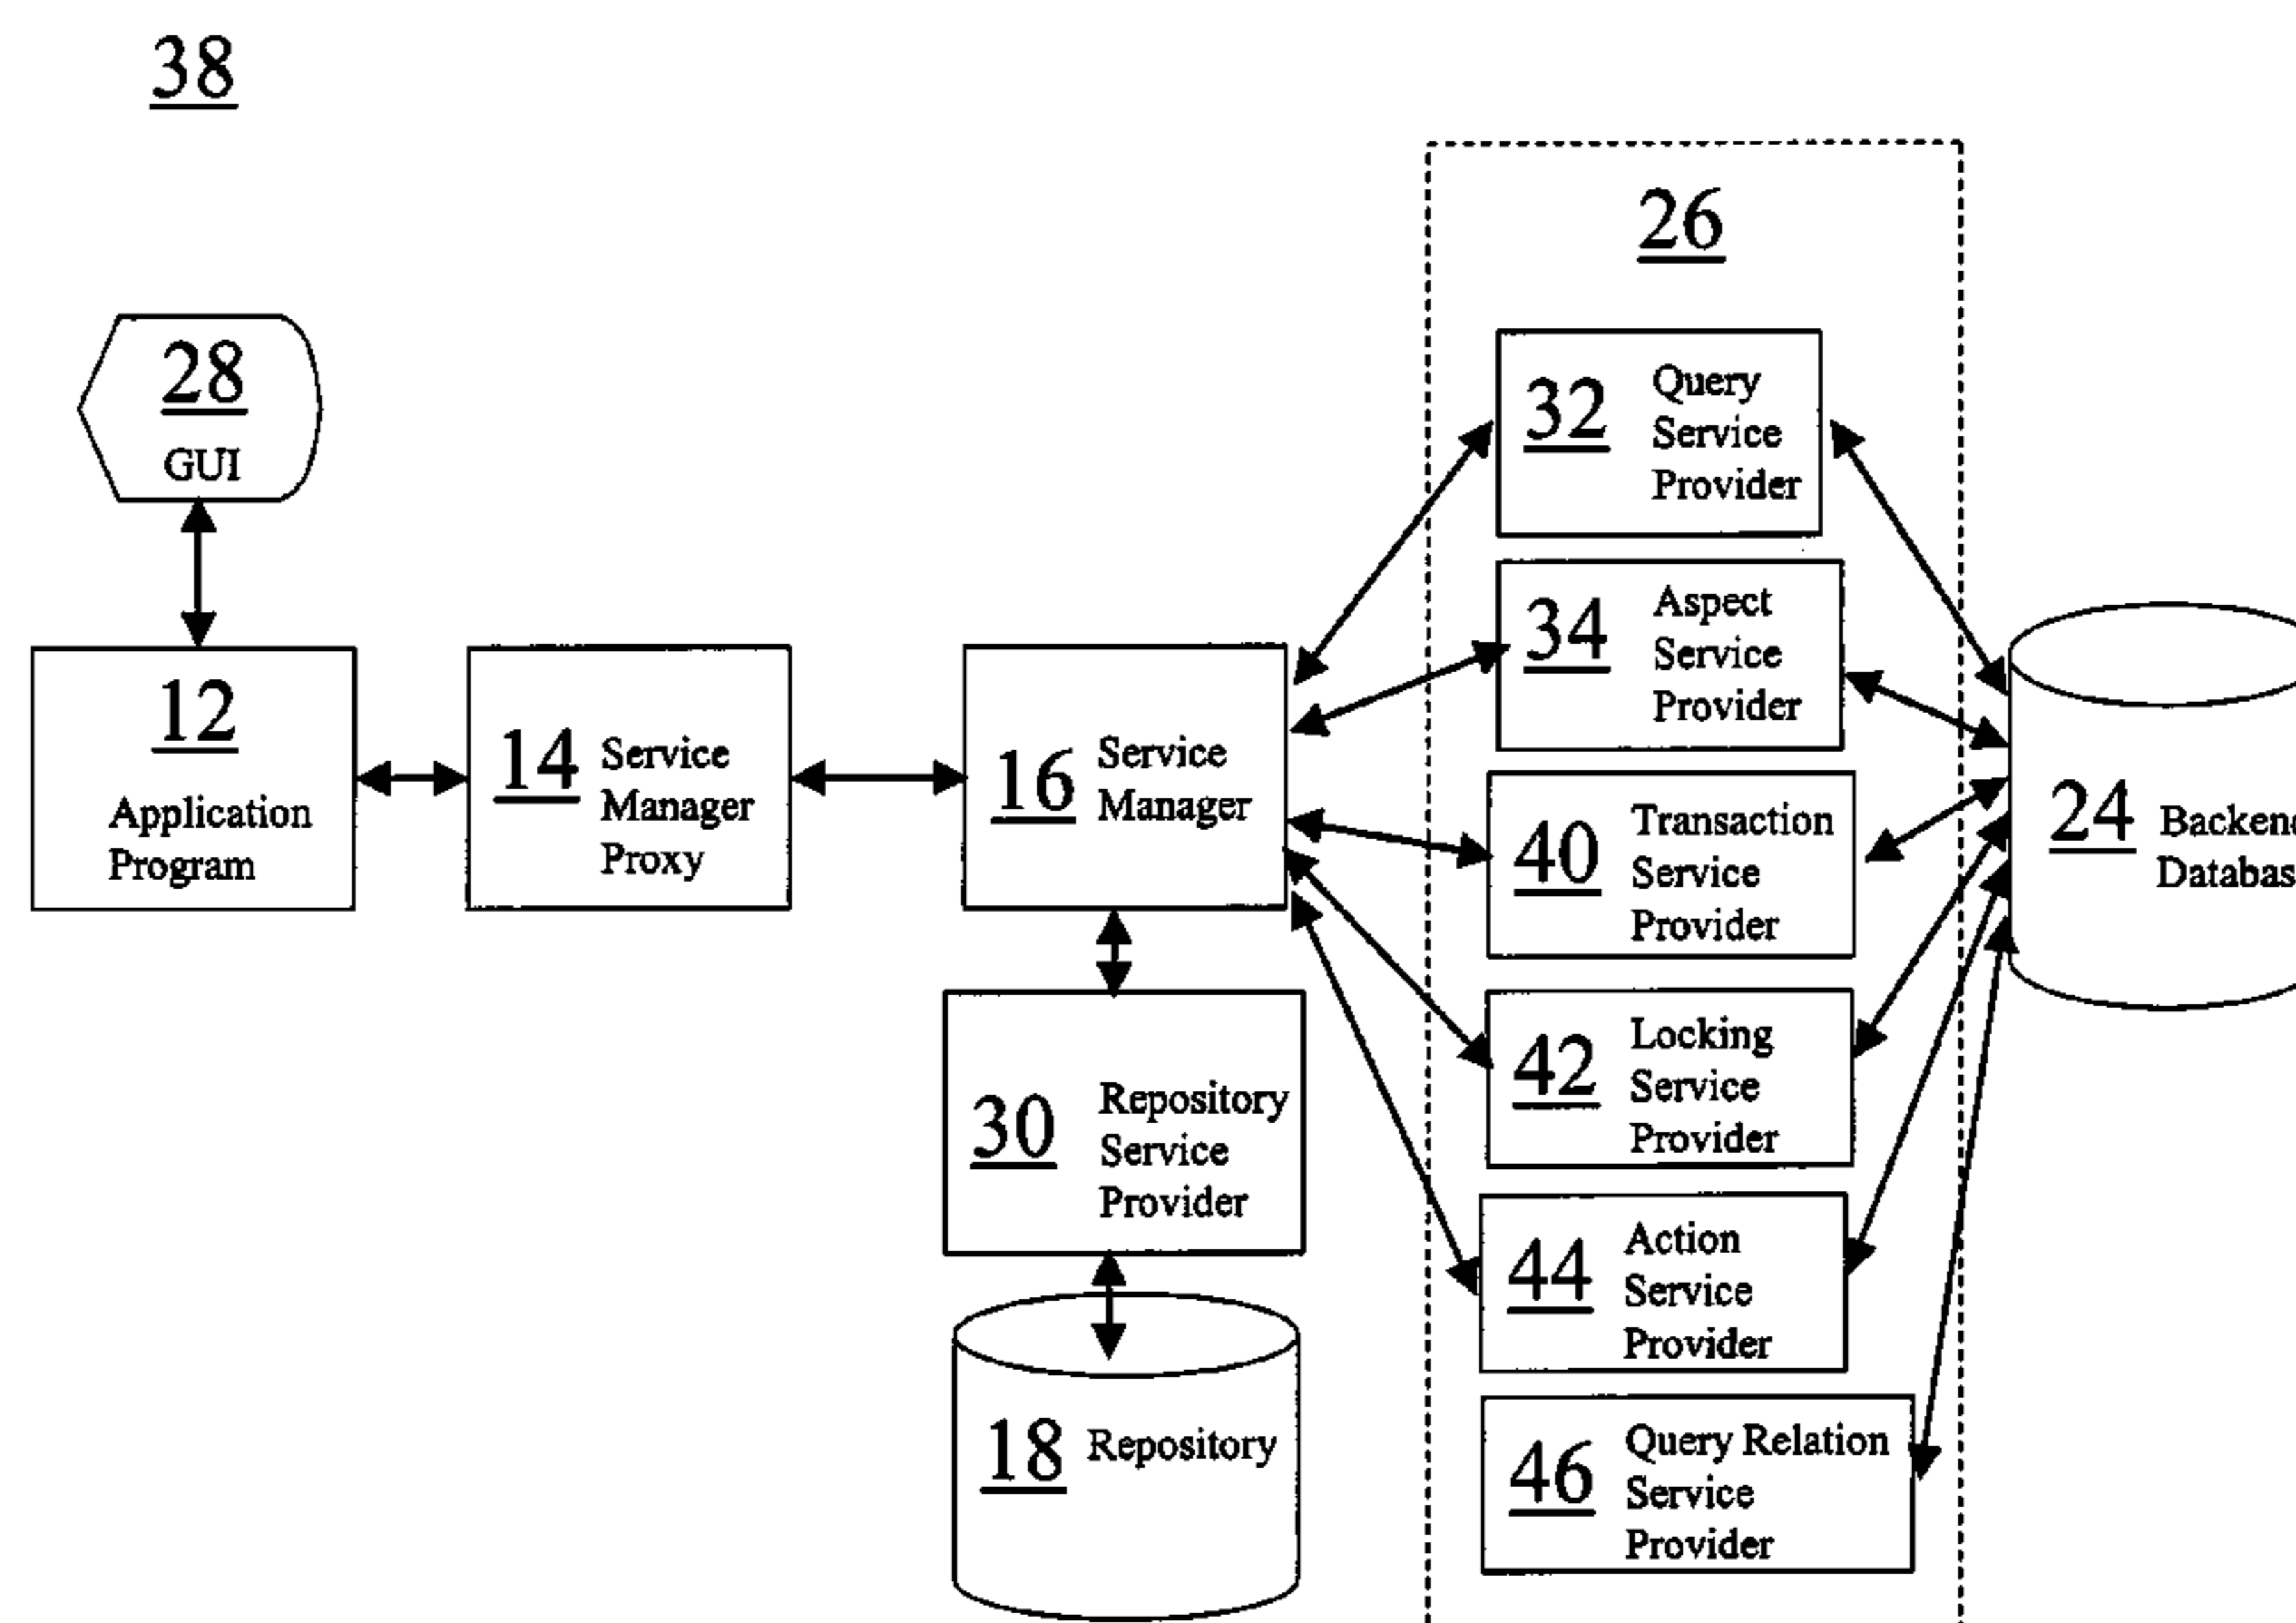 38
26
28
GUI
32
Query
Service
Provider
34
Aspect
Service
Provider
12
Application
Program
14
Service
Manager
Proxy
16
Service
Manager
40
Transaction
Service
Provider
24
Backend
Databas
42
Locking
Service
Provider
30
Repository
Service
Provider
44
Action
Service
Provider
18
Repository
46
Query Relation
Service
Provider